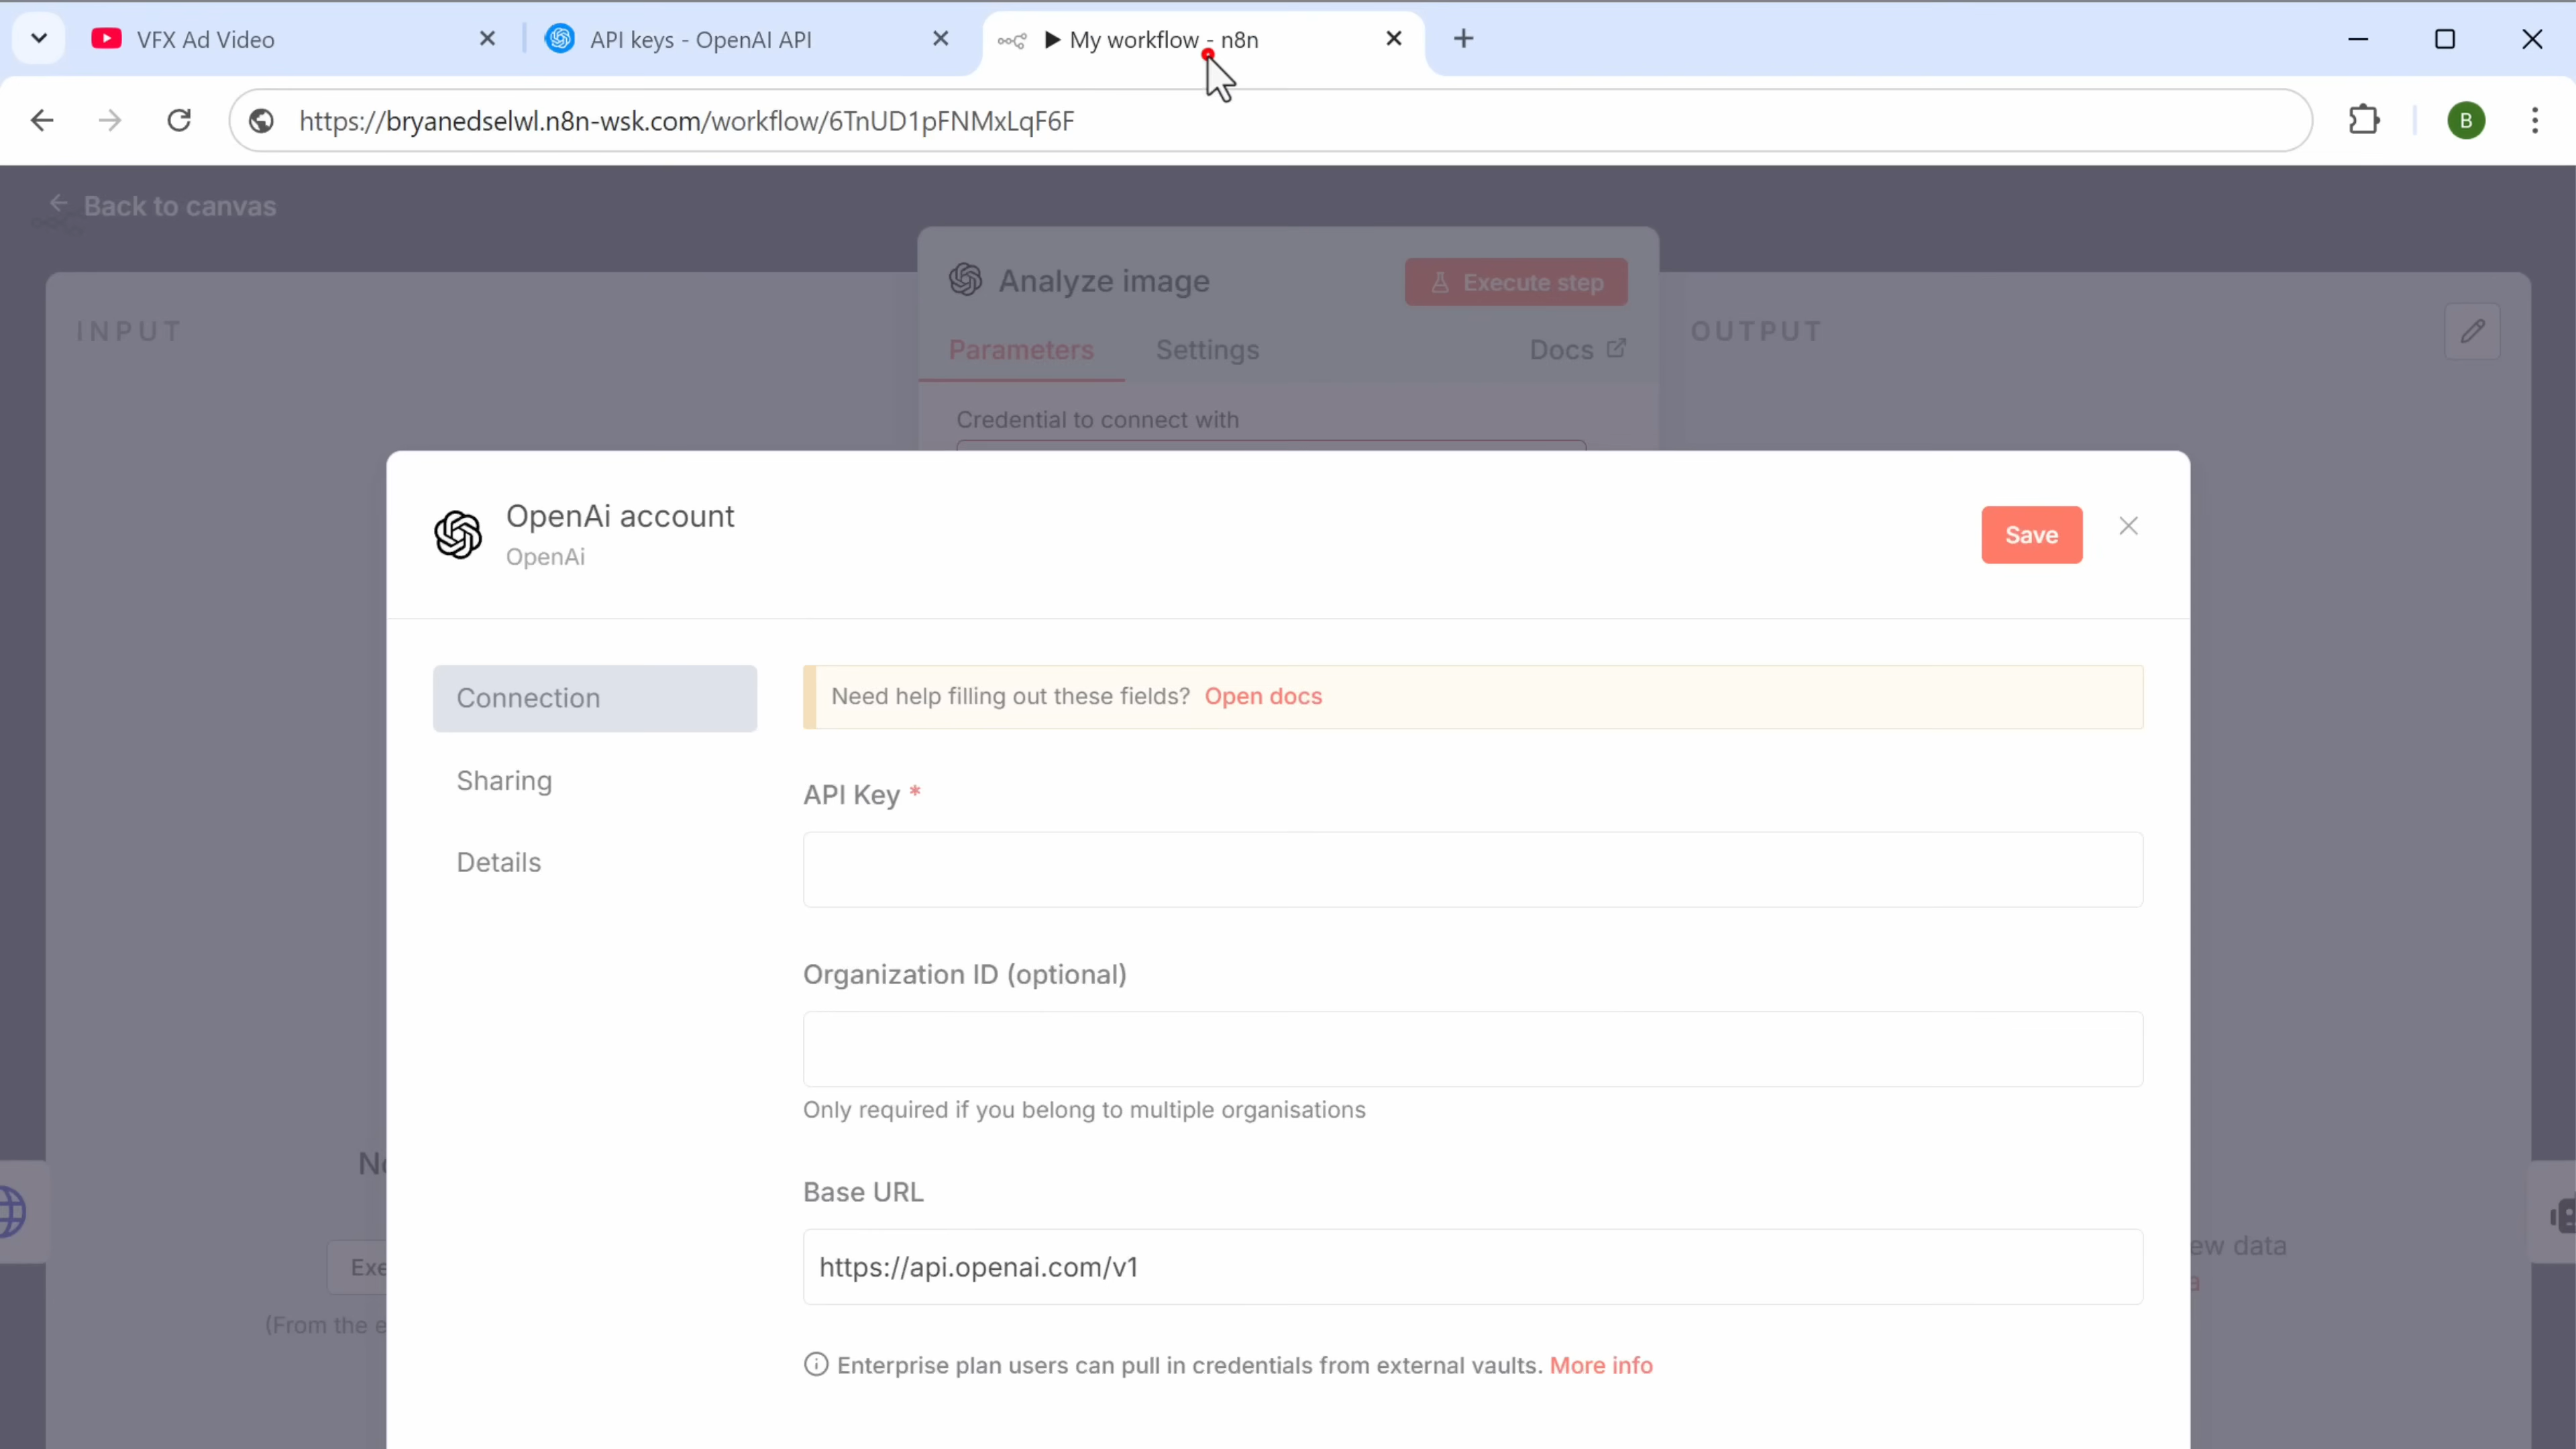 VFX Ad Video
API keys - OpenAI API
▶ My workflow - n8n
https://bryanedselwl.n8n-wsk.com/workflow/6TnUD1pFNMxLqF6F
B
Back to canvas
Analyze image
Execute step
INPUT
OUTPUT
Parameters
Settings
Docs
Credential to connect with
OpenAi account
OpenAi
Save
Connection
Need help filling out these fields? Open docs
Sharing
API Key *
Details
Organization ID (optional)
Only required if you belong to multiple organisations
Base URL
https://api.openai.com/v1
ew data
(From the e
Exe
Enterprise plan users can pull in credentials from external vaults. More info